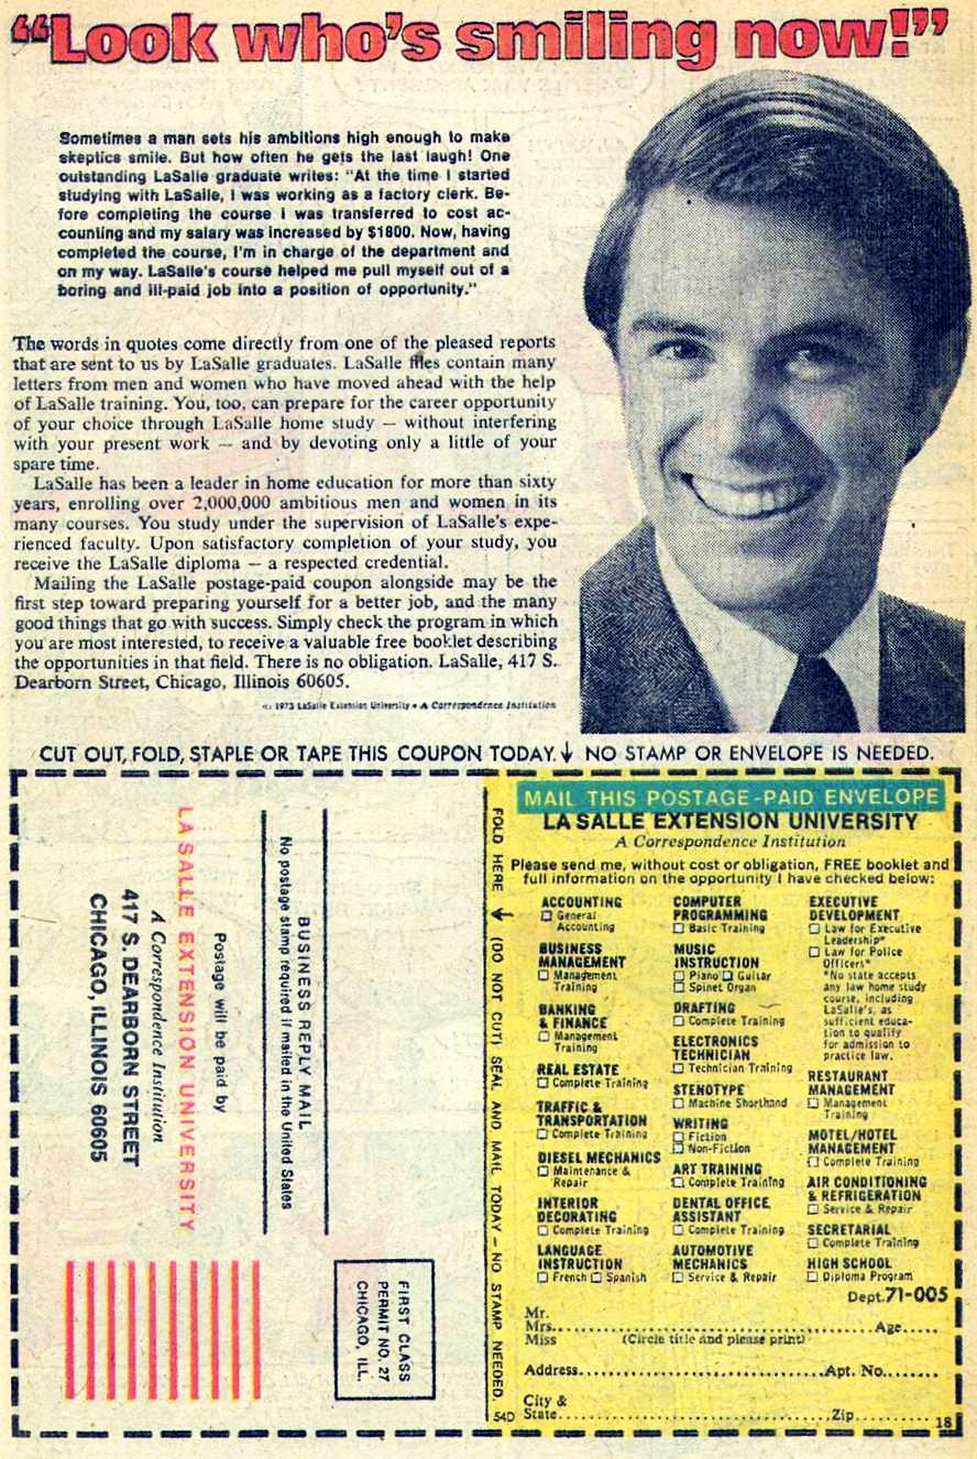 “Look who's smiling now!”
Sometimes a man sets his ambitions high enough to make
skeptics smile. But how often he gets the last laugh! One
outstanding LaSalle graduate writes: "At the time I started
studying with LaSalle, I was working as a factory clerk. Be-
fore completing the course I was transferred to cost ac-
counting and my salary was increased by $1800. Now, having
completed the course, I'm in charge of the department and
on my way. LaSalle's course helped me pull myself out of a
boring and ill-paid job into a position of opportunity."
The words in quotes come directly from one of the pleased reports
that are sent to us by LaSalle graduates. LaSalle files contain many
letters from men and women who have moved ahead with the help
of LaSalle training. You, too, can prepare for the career opportunity
of your choice through LaSalle home study — without interfering
with your present work — and by devoting only a little of your
spare time.
LaSalle has been a leader in home education for more than sixty
years, enrolling over 2,000,000 ambitious men and women in its
many courses. You study under the supervision of LaSalle's expe-
rienced faculty. Upon satisfactory completion of your study, you
receive the LaSalle diploma — a respected credential.
Mailing the LaSalle postage-paid coupon alongside may be the
first step toward preparing yourself for a better job, and the many
good things that go with success. Simply check the program in which
you are most interested, to receive a valuable free booklet describing
the opportunities in that field. There is no obligation. LaSalle, 417 S.
Dearborn Street, Chicago, Illinois 60605.
© 1973 LaSalle Extension University • A Correspondence Institution
CUT OUT, FOLD, STAPLE OR TAPE THIS COUPON TODAY.↓ NO STAMP OR ENVELOPE IS NEEDED.
BUSINESS REPLY MAIL
No postage stamp required if mailed in the United States
Postage will be paid by
LA SALLE EXTENSION UNIVERSITY
A Correspondence Institution
417 S. DEARBORN STREET
CHICAGO, ILLINOIS 60605
FIRST CLASS
PERMIT NO. 27
CHICAGO, ILL.
FOLD HERE ← (DO NOT CUT) SEAL AND MAIL TODAY — NO STAMP NEEDED.
54D
MAIL THIS POSTAGE-PAID ENVELOPE
LA SALLE EXTENSION UNIVERSITY
A Correspondence Institution
Please send me, without cost or obligation, FREE booklet and
full information on the opportunity I have checked below:
ACCOUNTING
☐ General
Accounting
BUSINESS
MANAGEMENT
☐ Management
Training
BANKING
& FINANCE
☐ Management
Training
REAL ESTATE
☐ Complete Training
TRAFFIC &
TRANSPORTATION
☐ Complete Training
DIESEL MECHANICS
☐ Maintenance &
Repair
INTERIOR
DECORATING
☐ Complete Training
LANGUAGE
INSTRUCTION
☐ French ☐ Spanish
COMPUTER
PROGRAMMING
☐ Basic Training
MUSIC
INSTRUCTION
☐ Piano ☐ Guitar
☐ Spinet Organ
DRAFTING
☐ Complete Training
ELECTRONICS
TECHNICIAN
☐ Technician Training
STENOTYPE
☐ Machine Shorthand
WRITING
☐ Fiction
☐ Non-Fiction
ART TRAINING
☐ Complete Training
DENTAL OFFICE
ASSISTANT
☐ Complete Training
AUTOMOTIVE
MECHANICS
☐ Service & Repair
EXECUTIVE
DEVELOPMENT
☐ Law for Executive
Leadership*
☐ Law for Police
Officers*
*No state accepts
any law home study
course, including
LaSalle's, as
sufficient educa-
tion to qualify
for admission to
practice law.
RESTAURANT
MANAGEMENT
☐ Management
Training
MOTEL/HOTEL
MANAGEMENT
☐ Complete Training
AIR CONDITIONING
& REFRIGERATION
☐ Service & Repair
SECRETARIAL
☐ Complete Training
HIGH SCHOOL
☐ Diploma Program
Dept. 71-005
Mr.
Mrs. Age
Miss (Circle title and please print)
Address Apt. No.
City &
State Zip
18